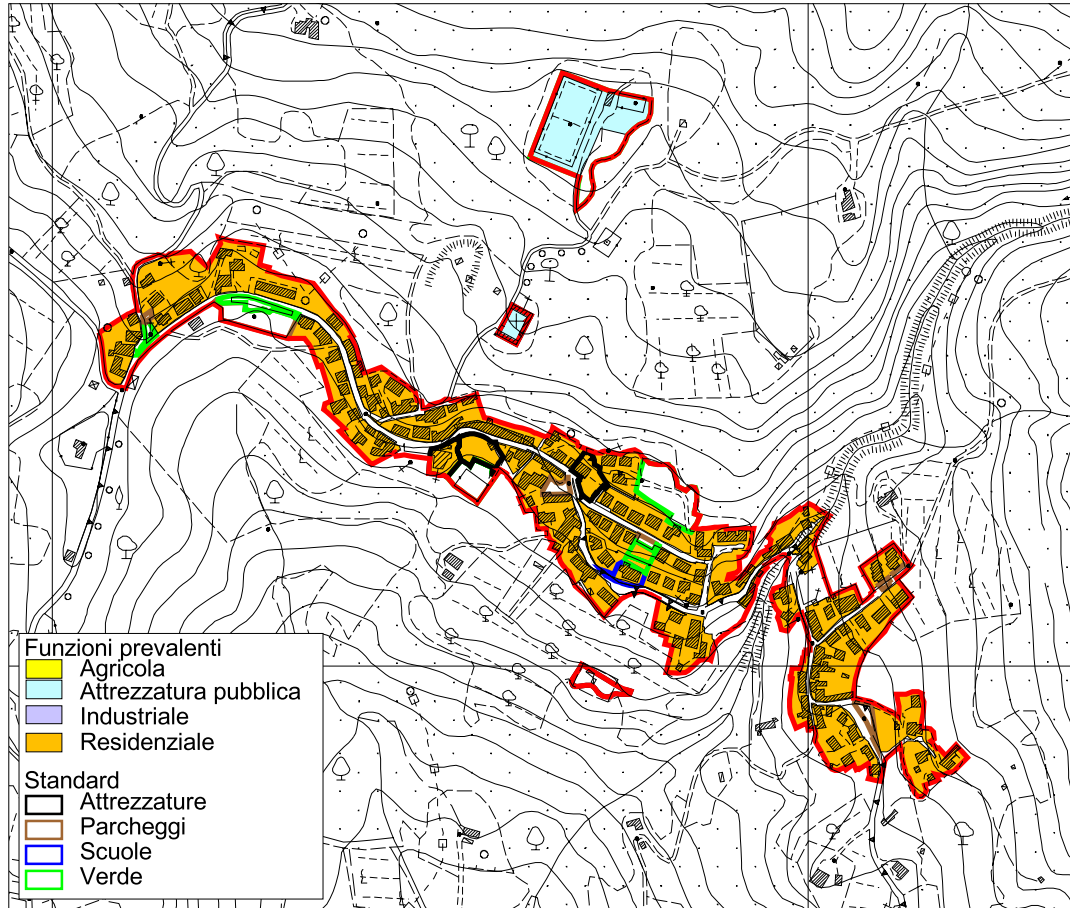 Funzioni prevalenti
Agricola
Attrezzatura pubblica
Industriale
Residenziale
Standard
Attrezzature
Parcheggi
Scuole
Verde